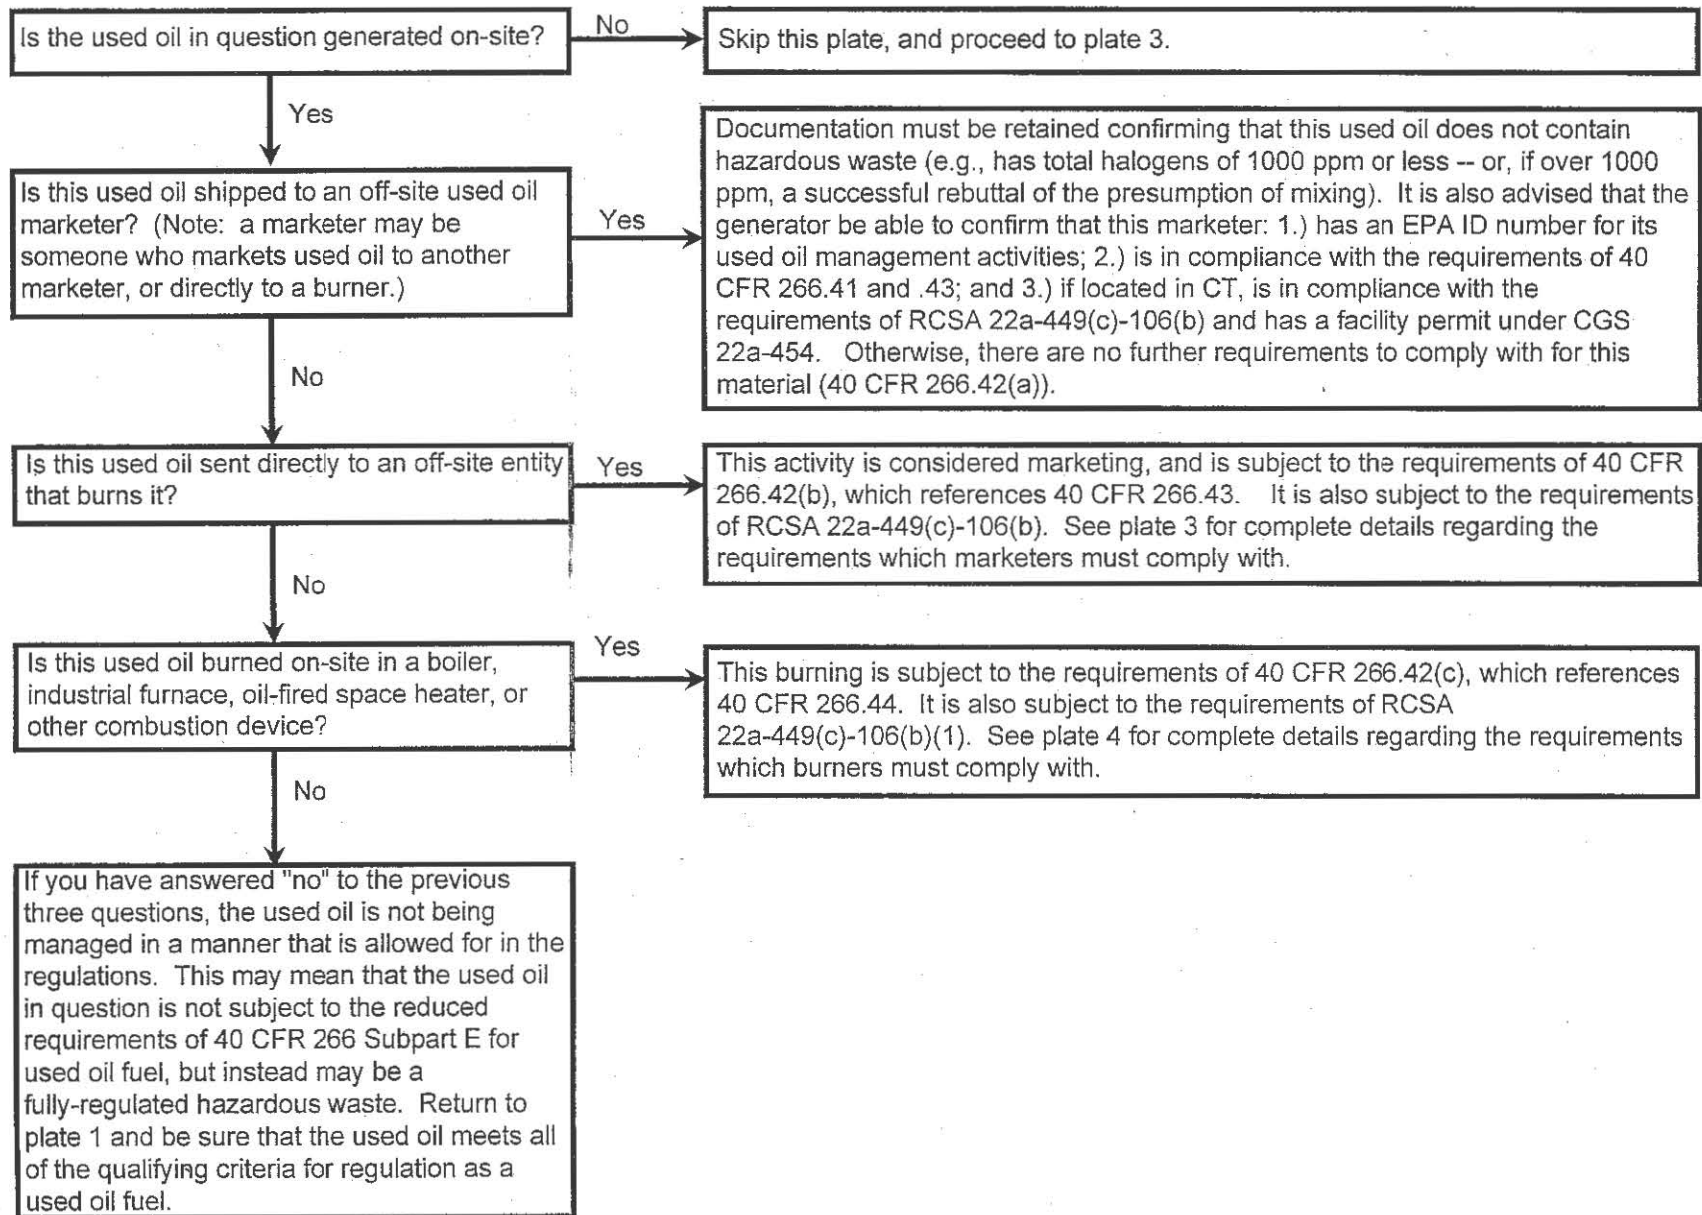 Is the used oil in question generated on-site?
No
Skip this plate, and proceed to plate 3.
Yes
Is this used oil shipped to an off-site used oil
marketer?  (Note:  a marketer may be
someone who markets used oil to another
marketer, or directly to a burner.)
Yes
Documentation must be retained confirming that this used oil does not contain
hazardous waste (e.g., has total halogens of 1000 ppm or less -- or, if over 1000
ppm, a successful rebuttal of the presumption of mixing).  It is also advised that the
generator be able to confirm that this marketer: 1.) has an EPA ID number for its
used oil management activities; 2.) is in compliance with the requirements of 40
CFR 266.41 and .43; and 3.) if located in CT, is in compliance with the
requirements of RCSA 22a-449(c)-106(b) and has a facility permit under CGS
22a-454.   Otherwise, there are no further requirements to comply with for this
material (40 CFR 266.42(a)).
No
Is this used oil sent directly to an off-site entity
that burns it?
Yes
This activity is considered marketing, and is subject to the requirements of 40 CFR
266.42(b), which references 40 CFR 266.43.   It is also subject to the requirements
of RCSA 22a-449(c)-106(b).  See plate 3 for complete details regarding the
requirements which marketers must comply with.
No
Is this used oil burned on-site in a boiler,
industrial furnace, oil-fired space heater, or
other combustion device?
Yes
This burning is subject to the requirements of 40 CFR 266.42(c), which references
40 CFR 266.44.  It is also subject to the requirements of RCSA
22a-449(c)-106(b)(1).  See plate 4 for complete details regarding the requirements
which burners must comply with.
No
If you have answered "no" to the previous
three questions, the used oil is not being
managed in a manner that is allowed for in the
regulations.  This may mean that the used oil
in question is not subject to the reduced
requirements of 40 CFR 266 Subpart E for
used oil fuel, but instead may be a
fully-regulated hazardous waste.  Return to
plate 1 and be sure that the used oil meets all
of the qualifying criteria for regulation as a
used oil fuel.